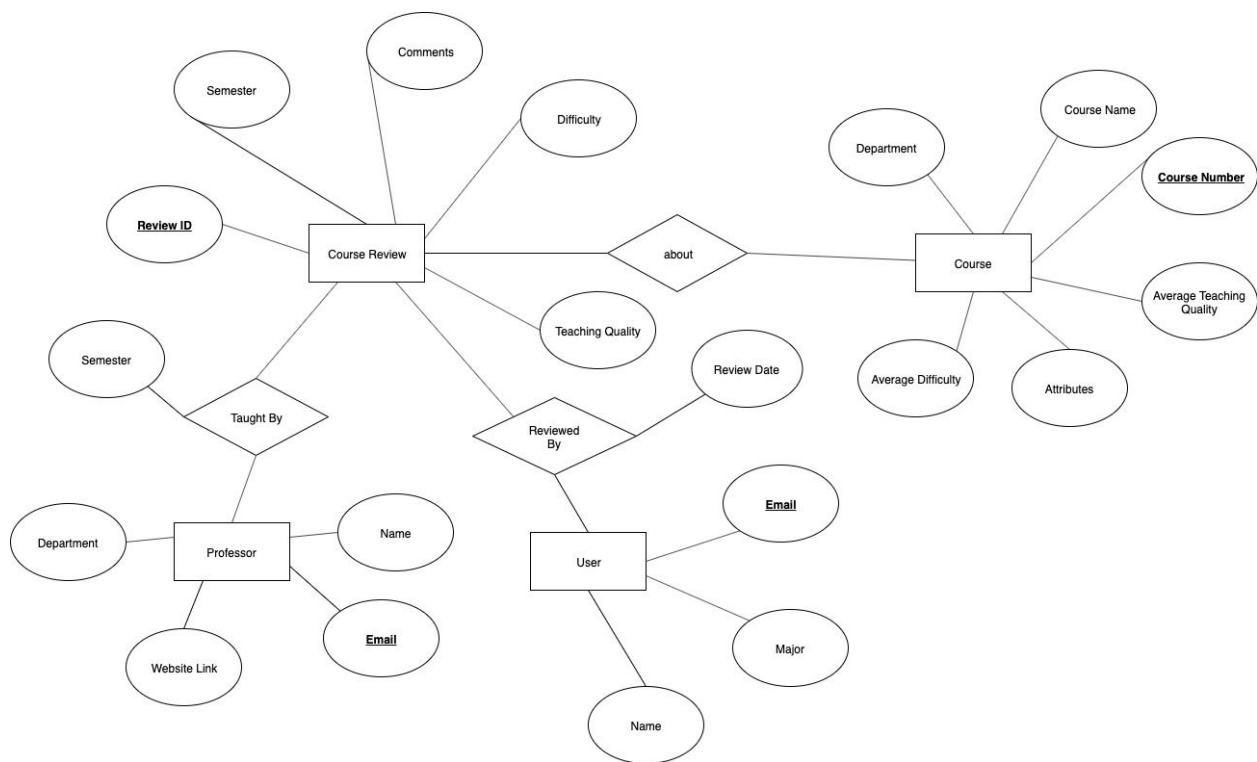 Comments
Semester
Difficulty
Course Name
Department
Course Number
Review ID
Course Review
about
Course
Average Teaching
Quality
Teaching Quality
Semester
Review Date
Average Difficulty
Attributes
Taught By
Reviewed
By
Email
Department
Name
Professor
User
Email
Website Link
Major
Name